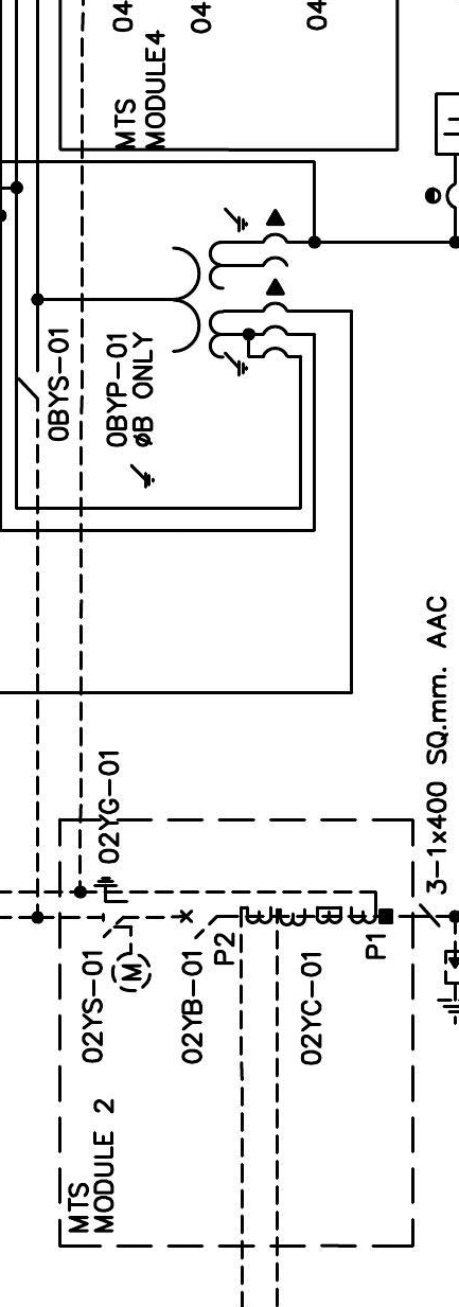 04
04
04
MTS
MODULE4
0BYS-01
0BYP-01
øB ONLY
3-1x400 SQ.mm. AAC
02YG-01
02YS-01
M
02YB-01
P2
02YC-01
P1
MTS
MODULE 2